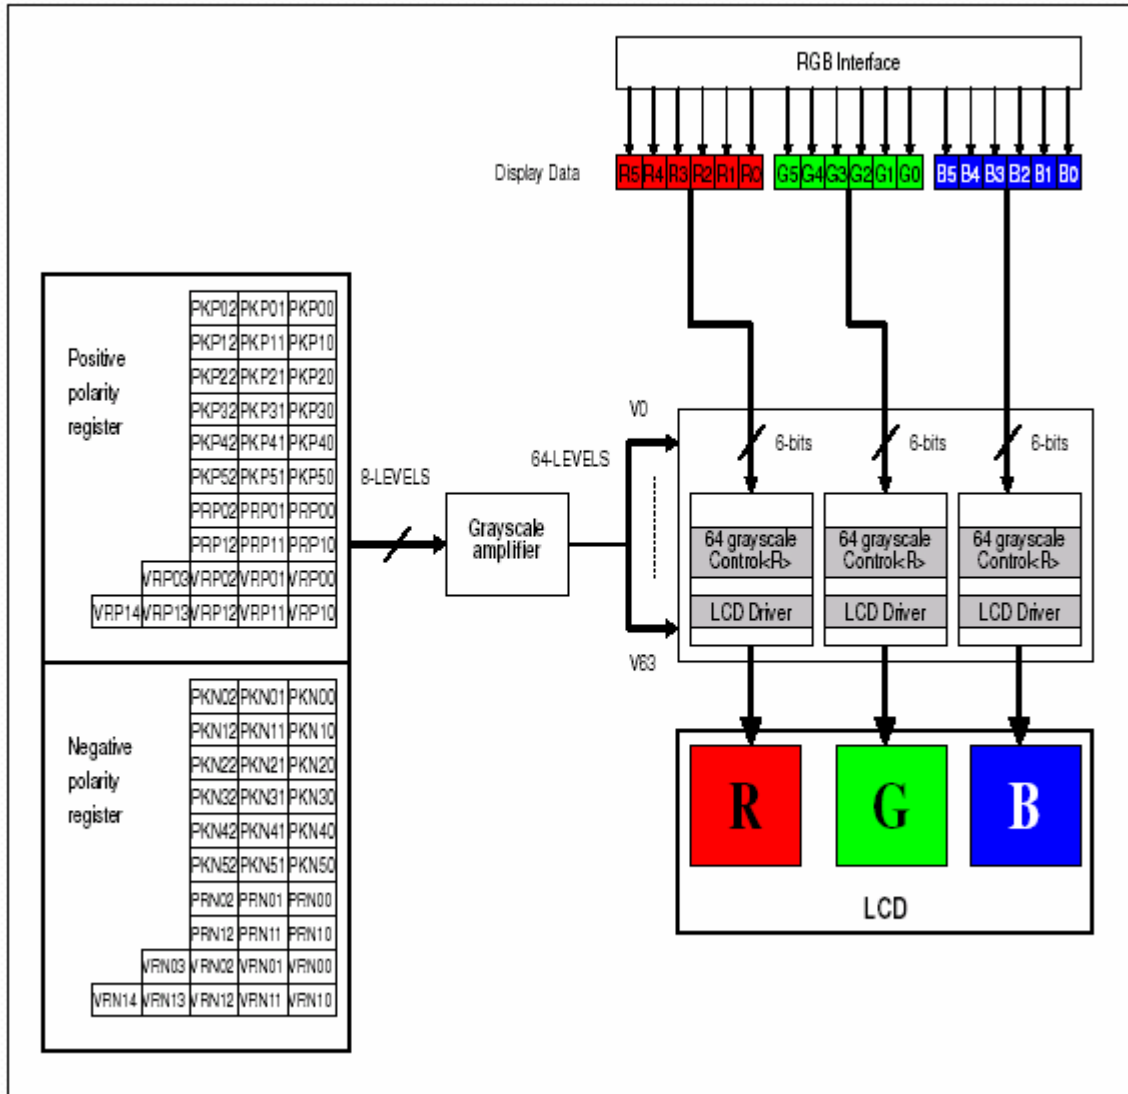 RGB Interface
Display Data
R5 R4 R3 R2 R1 R0
G5 G4 G3 G2 G1 G0
B5 B4 B3 B2 B1 B0
Positive
polarity
register
PKP02 PKP01 PKP00
PKP12 PKP11 PKP10
PKP22 PKP21 PKP20
PKP32 PKP31 PKP30
PKP42 PKP41 PKP40
PKP52 PKP51 PKP50
PRP02 PRP01 PRP00
PRP12 PRP11 PRP10
VRP03 VRP02 VRP01 VRP00
VRP14 VRP13 VRP12 VRP11 VRP10
Negative
polarity
register
PKN02 PKN01 PKN00
PKN12 PKN11 PKN10
PKN22 PKN21 PKN20
PKN32 PKN31 PKN30
PKN42 PKN41 PKN40
PKN52 PKN51 PKN50
PRN02 PRN01 PRN00
PRN12 PRN11 PRN10
VRN03 VRN02 VRN01 VRN00
VRN14 VRN13 VRN12 VRN11 VRN10
8-LEVELS
Grayscale
amplifier
64-LEVELS
V0
V63
6-bits
6-bits
6-bits
64 grayscale
Control<R>
LCD Driver
64 grayscale
Control<R>
LCD Driver
64 grayscale
Control<R>
LCD Driver
R
G
B
LCD